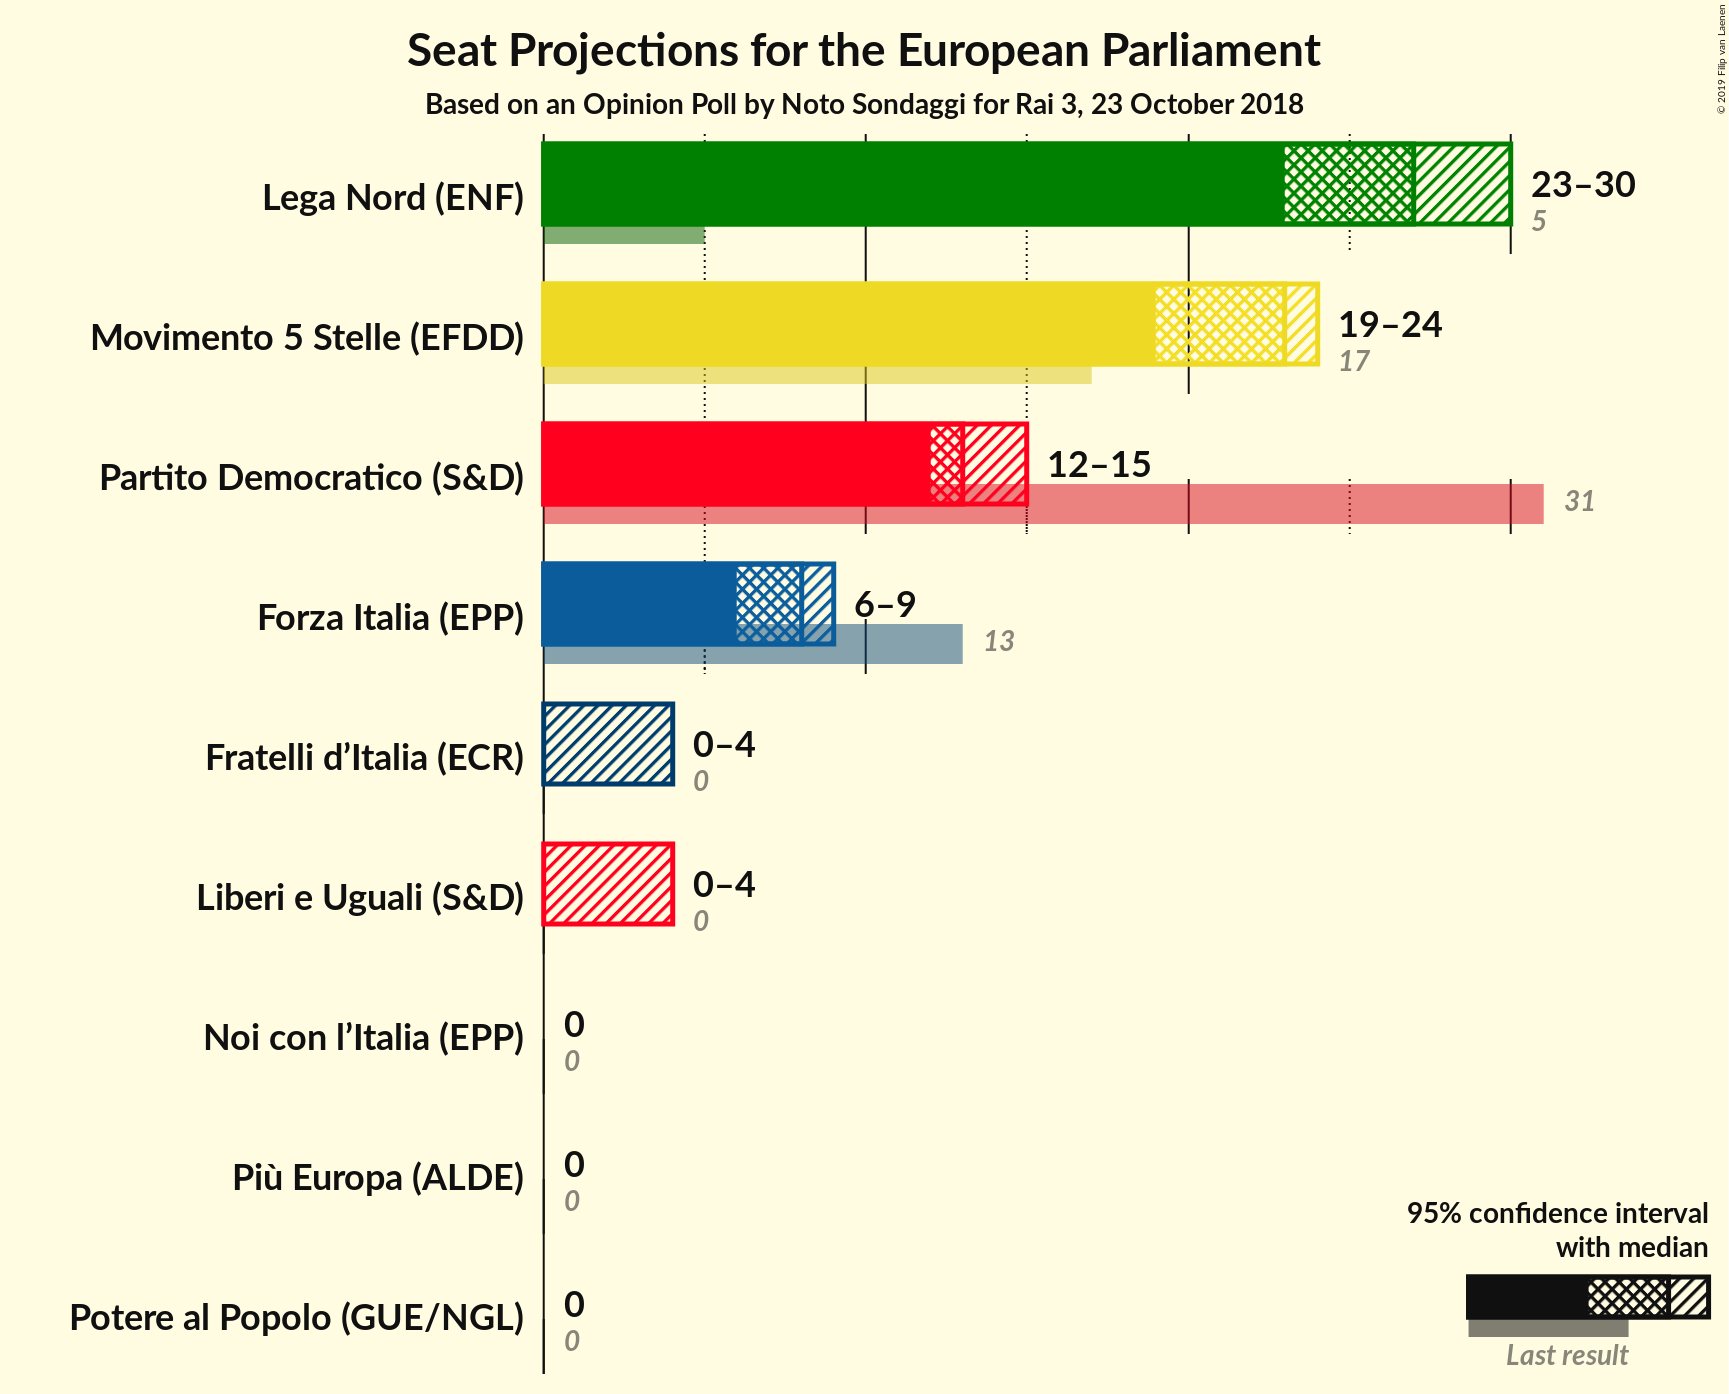 Seat Projections for the European Parliament
Based on an Opinion Poll by Noto Sondaggi for Rai 3, 23 October 2018
© 2019 Filip van Laenen
Lega Nord (ENF)
23–30
5
Movimento 5 Stelle (EFDD)
19–24
17
Partito Democratico (S&D)
12–15
31
Forza Italia (EPP)
6–9
13
Fratelli d’Italia (ECR)
0–4
0
Liberi e Uguali (S&D)
0–4
0
Noi con l’Italia (EPP)
0
0
Più Europa (ALDE)
0
0
Potere al Popolo (GUE/NGL)
0
0
95% confidence interval
with median
Last result